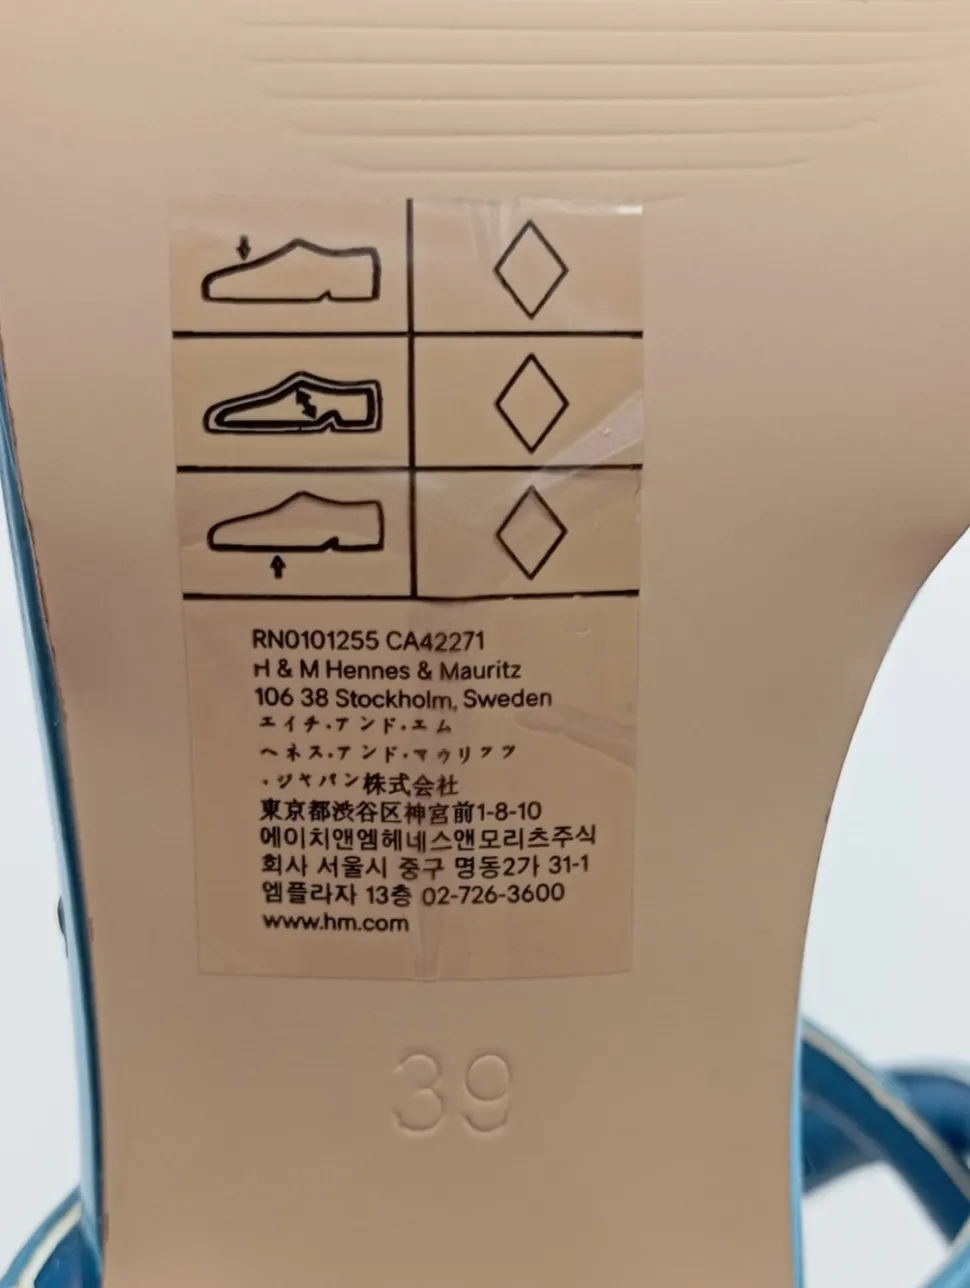 RN0101255 CA42271
H & M Hennes & Mauritz
106 38 Stockholm, Sweden
エイチ・アンド・エム
ヘネス・アンド・マウリッツ
・ジャパン株式会社
東京都渋谷区神宮前1-8-10
에이치앤엠헤네스앤모리츠주식
회사 서울시 중구 명동2가 31-1
엠플라자 13층 02-726-3600
www.hm.com
39